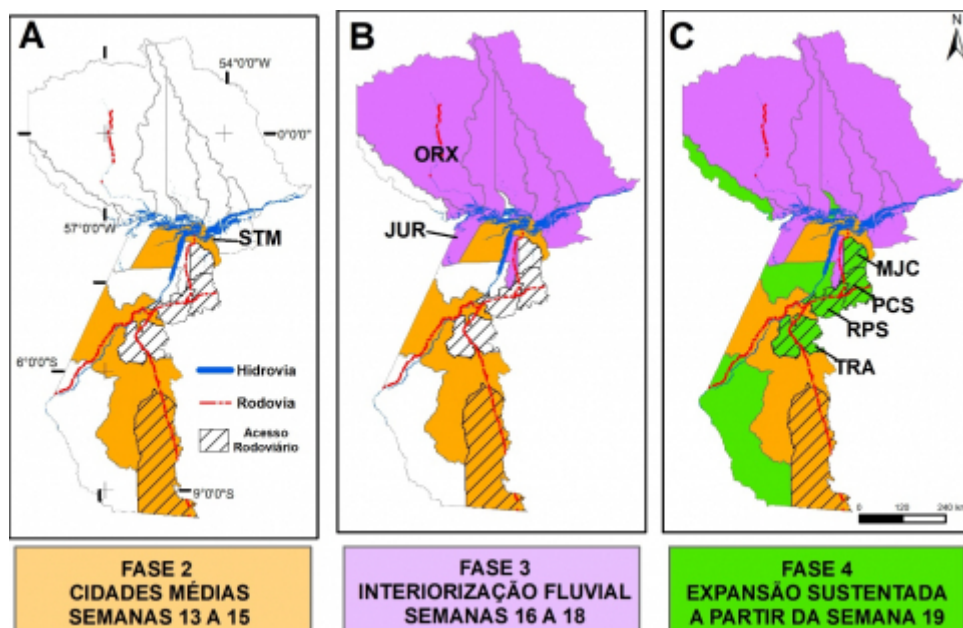 A
54°0'0"W
0°0'0"
57°0'0"W
STM
6°0'0"S
Hidrovia
Rodovia
Acesso
Rodoviário
9°0'0"S
FASE 2
CIDADES MÉDIAS
SEMANAS 13 A 15
B
ORX
JUR
FASE 3
INTERIORIZAÇÃO FLUVIAL
SEMANAS 16 A 18
C
N
MJC
PCS
RPS
TRA
0 120 240 km
FASE 4
EXPANSÃO SUSTENTADA
A PARTIR DA SEMANA 19